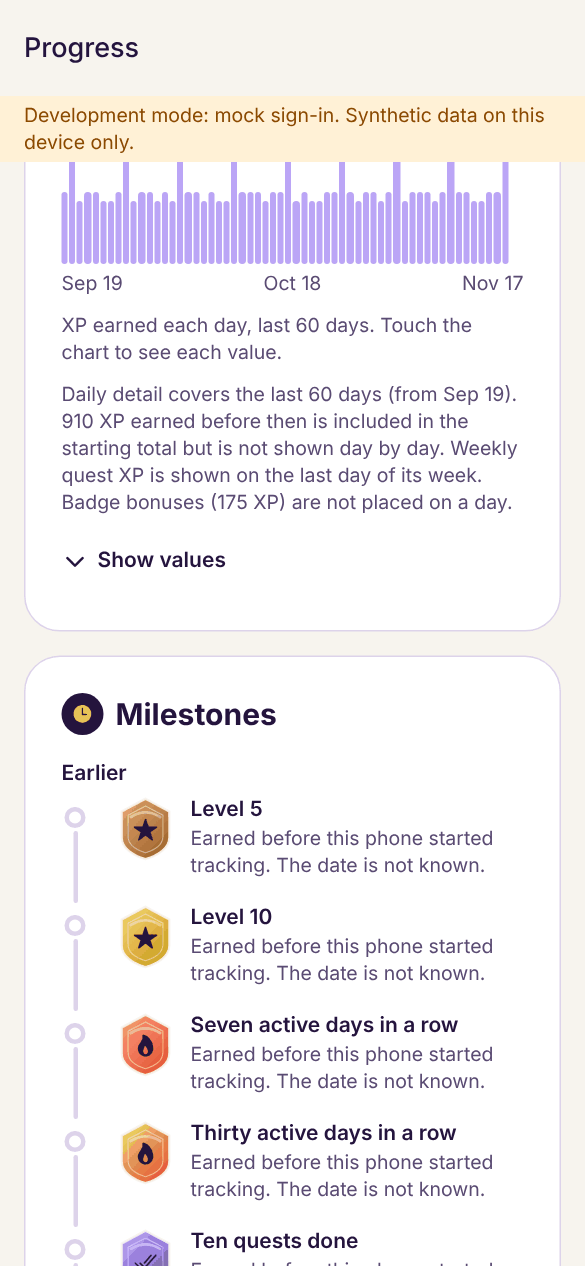 Progress
Development mode: mock sign-in. Synthetic data on this
device only.
Sep 19 Oct 18 Nov 17
XP earned each day, last 60 days. Touch the
chart to see each value.
Daily detail covers the last 60 days (from Sep 19).
910 XP earned before then is included in the
starting total but is not shown day by day. Weekly
quest XP is shown on the last day of its week.
Badge bonuses (175 XP) are not placed on a day.
Show values
Milestones
Earlier
Level 5
Earned before this phone started
tracking. The date is not known.
Level 10
Earned before this phone started
tracking. The date is not known.
Seven active days in a row
Earned before this phone started
tracking. The date is not known.
Thirty active days in a row
Earned before this phone started
tracking. The date is not known.
Ten quests done